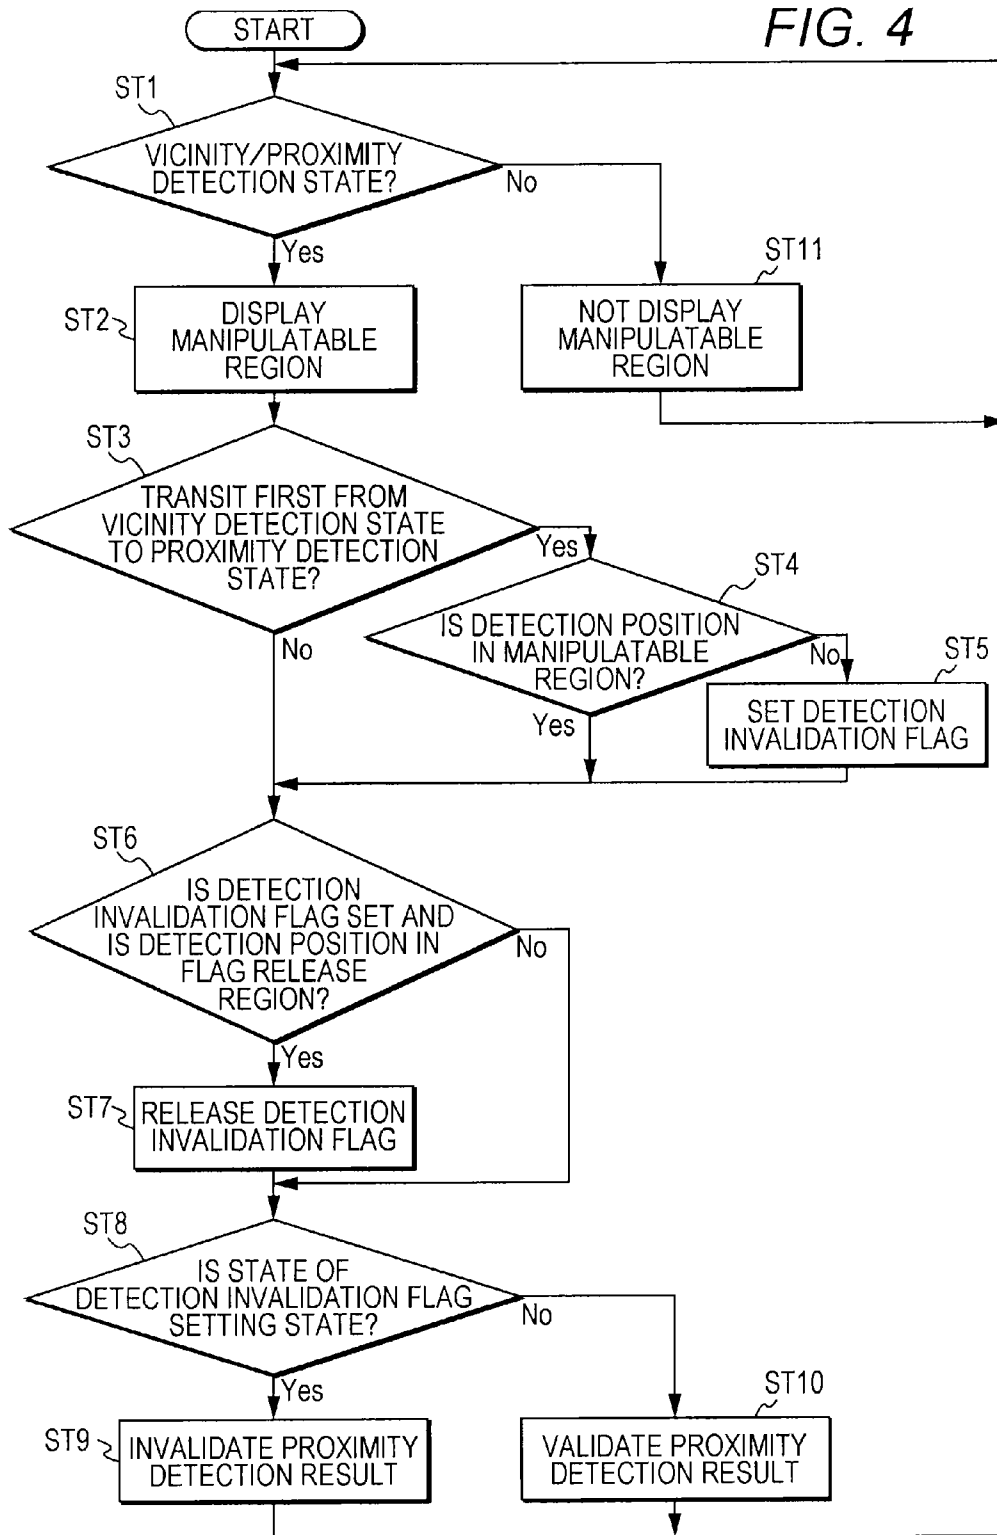 START
FIG. 4
ST1
VICINITY/PROXIMITY
DETECTION STATE?
No
Yes
ST2
DISPLAY
MANIPULATABLE
REGION
ST11
NOT DISPLAY
MANIPULATABLE
REGION
ST3
TRANSIT FIRST FROM
VICINITY DETECTION STATE
TO PROXIMITY DETECTION
STATE?
Yes
No
ST4
IS DETECTION POSITION
IN MANIPULATABLE
REGION?
No
Yes
ST5
SET DETECTION
INVALIDATION FLAG
ST6
IS DETECTION
INVALIDATION FLAG SET AND
IS DETECTION POSITION IN
FLAG RELEASE
REGION?
No
Yes
ST7
RELEASE DETECTION
INVALIDATION FLAG
ST8
IS STATE OF
DETECTION INVALIDATION FLAG
SETTING STATE?
No
Yes
ST9
INVALIDATE PROXIMITY
DETECTION RESULT
ST10
VALIDATE PROXIMITY
DETECTION RESULT